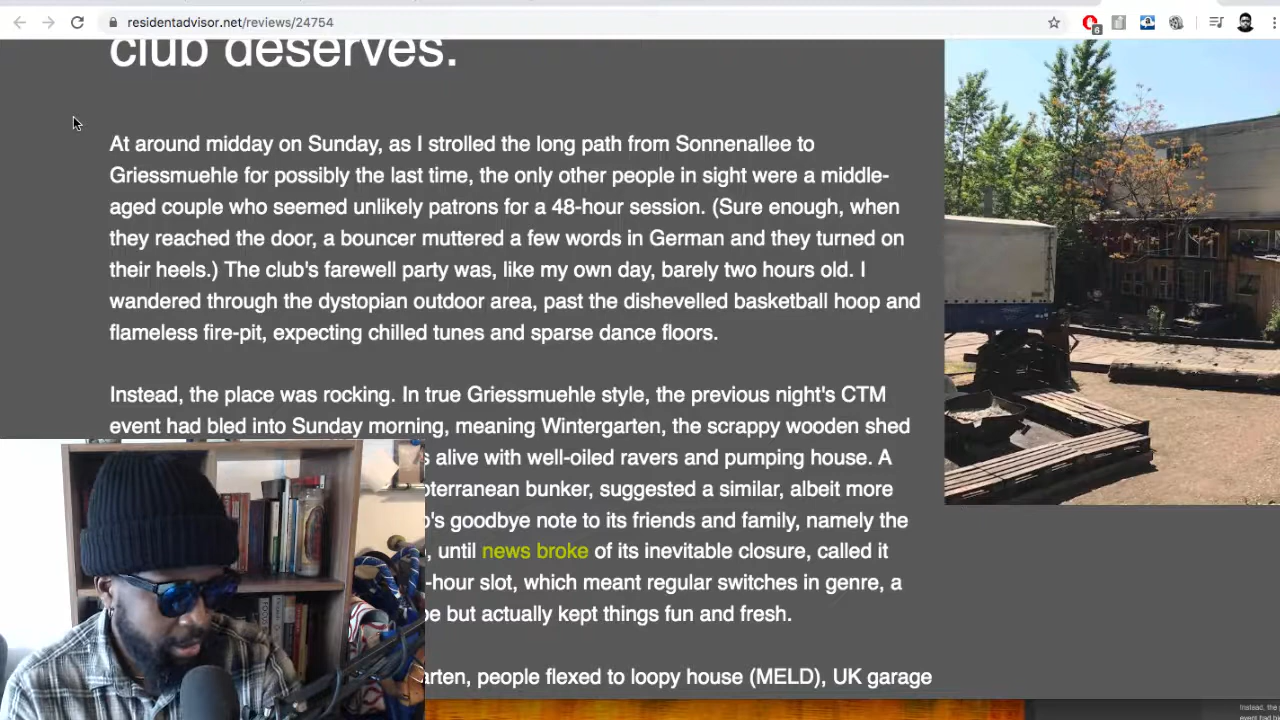 residentadvisor.net/reviews/24754
6
club deserves.
At around midday on Sunday, as I strolled the long path from Sonnenallee to
Griessmuehle for possibly the last time, the only other people in sight were a middle-
aged couple who seemed unlikely patrons for a 48-hour session. (Sure enough, when
they reached the door, a bouncer muttered a few words in German and they turned on
their heels.) The club's farewell party was, like my own day, barely two hours old. I
wandered through the dystopian outdoor area, past the dishevelled basketball hoop and
flameless fire-pit, expecting chilled tunes and sparse dance floors.
Instead, the place was rocking. In true Griessmuehle style, the previous night's CTM
event had bled into Sunday morning, meaning Wintergarten, the scrappy wooden shed
s alive with well-oiled ravers and pumping house. A
oterranean bunker, suggested a similar, albeit more
o's goodbye note to its friends and family, namely the
, until news broke of its inevitable closure, called it
-hour slot, which meant regular switches in genre, a
be but actually kept things fun and fresh.
arten, people flexed to loopy house (MELD), UK garage
Instead, the
event had